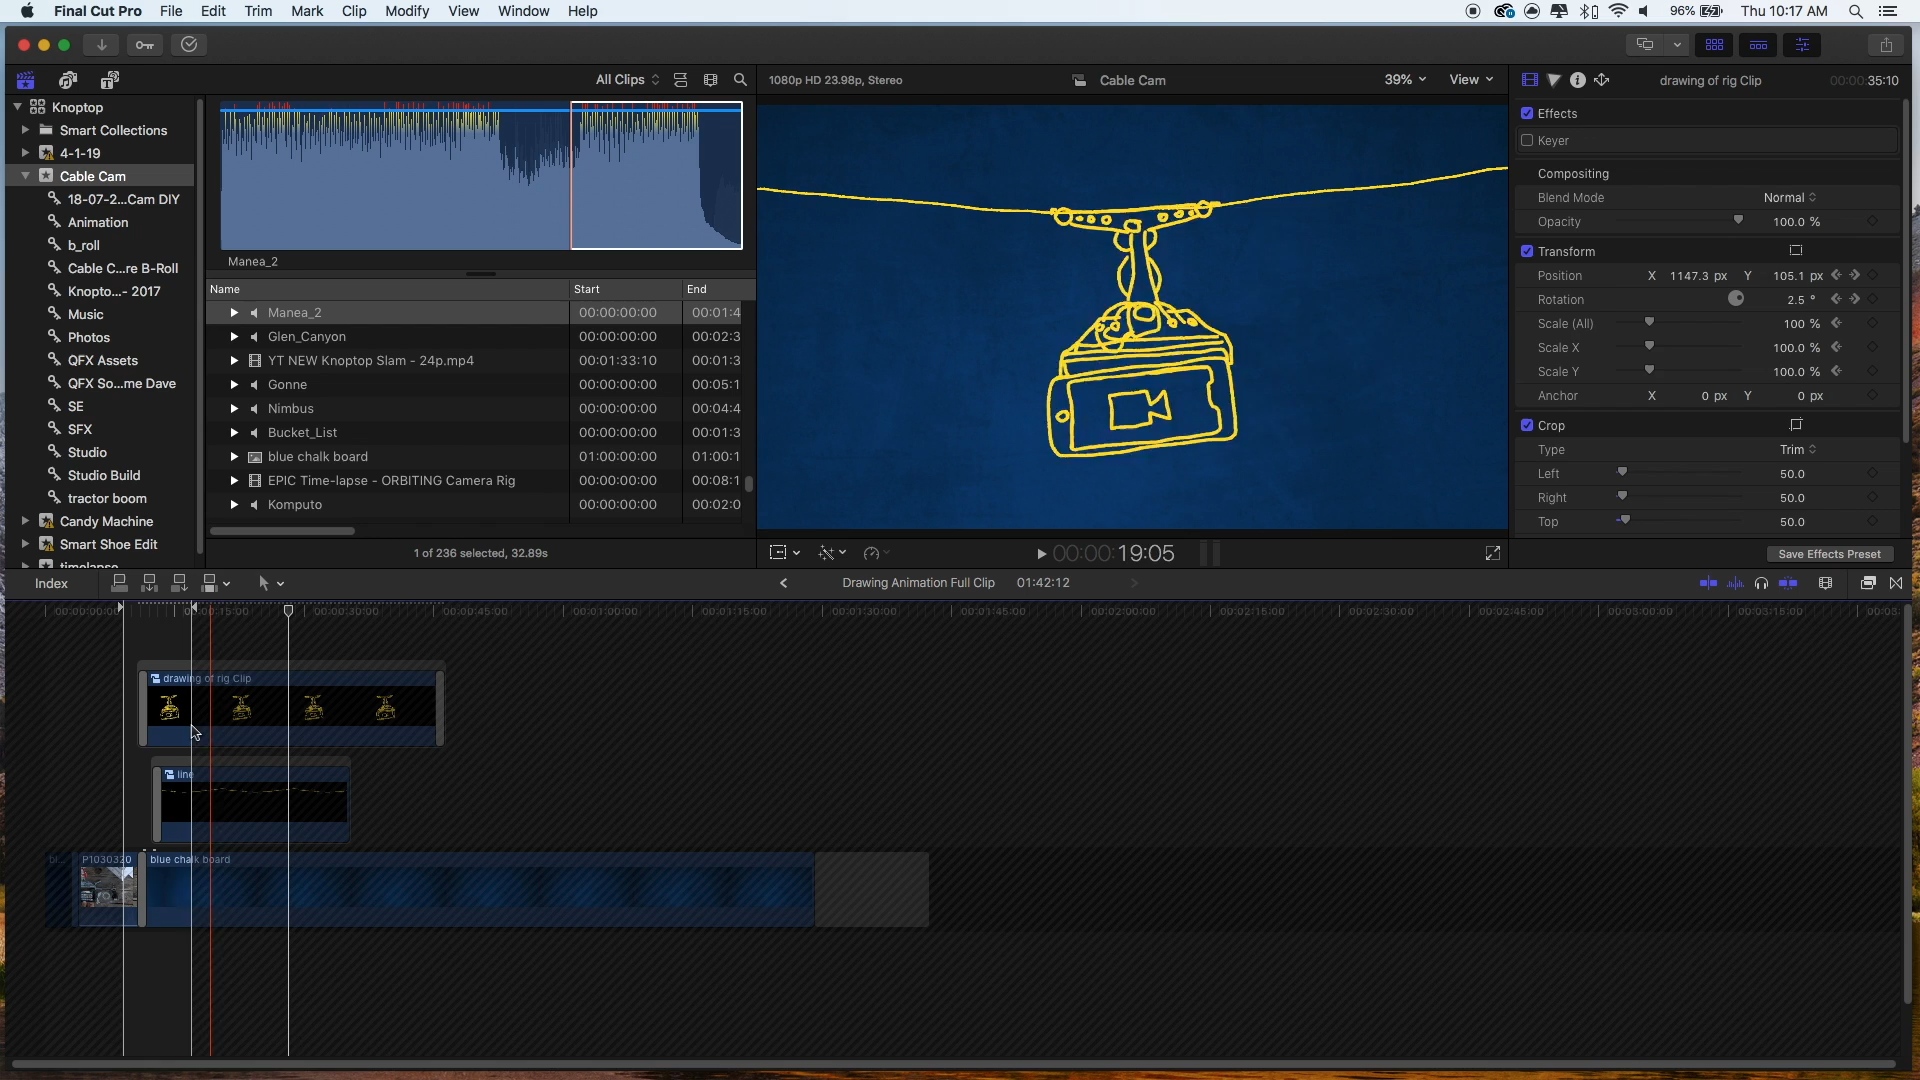 Final Cut Pro File Edit Trim Mark Clip Modify View Window Help 96% Thu 10:17 AM
All Clips 1080p HD 23.98p, Stereo Cable Cam 39% View drawing of rig Clip 00:00:35:10
Knoptop
Smart Collections
4-1-19
Cable Cam
18-07-2...Cam DIY
Animation
b_roll
Cable C...re B-Roll
Knopto...- 2017
Music
Photos
QFX Assets
QFX So...me Dave
SE
SFX
Studio
Studio Build
tractor boom
Candy Machine
Smart Shoe Edit
timelapse
Manea_2
Name Start End
Manea_2 00:00:00:00 00:01:4
Glen_Canyon 00:00:00:00 00:02:3
YT NEW Knoptop Slam - 24p.mp4 00:01:33:10 00:01:3
Gonne 00:00:00:00 00:05:1
Nimbus 00:00:00:00 00:04:4
Bucket_List 00:00:00:00 00:01:3
blue chalk board 01:00:00:00 01:00:1
EPIC Time-lapse - ORBITING Camera Rig 00:00:00:00 00:08:1
Komputo 00:00:00:00 00:02:0
1 of 236 selected, 32.89s
00:00:19:05
Effects
Keyer
Compositing
Blend Mode Normal
Opacity 100.0 %
Transform
Position X 1147.3 px Y 105.1 px
Rotation 2.5 °
Scale (All) 100 %
Scale X 100.0 %
Scale Y 100.0 %
Anchor X 0 px Y 0 px
Crop
Type Trim
Left 50.0
Right 50.0
Top 50.0
Save Effects Preset
Index Drawing Animation Full Clip 01:42:12
00:00:00:00 00:00:15:00 00:00:30:00 00:00:45:00 00:01:00:00 00:01:15:00 00:01:30:00 00:01:45:00 00:02:00:00 00:02:15:00 00:02:30:00 00:02:45:00 00:03:00:00 00:03:15:00 00:03:
drawing of rig Clip
line
bl... P1030320 blue chalk board